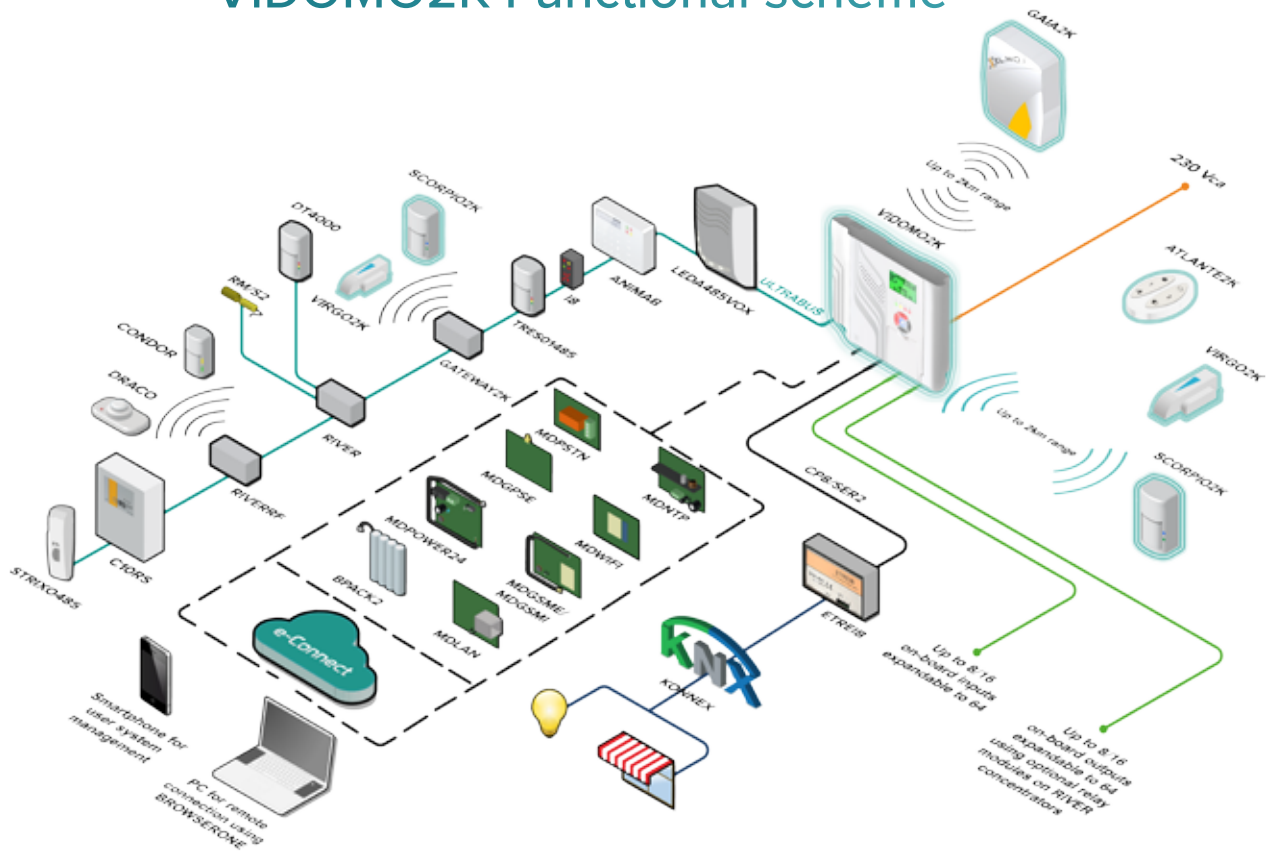 VIDOMO2K Functional scheme
GAIA2K
Up to 2km range
230 Vca
SCORPIO2K
VIDOMO2K
DT4000
ATLANTE2K
LEDA485VOX
ULTRABUS
ANIMA8
I8
RM/S2
VIRGO2K
TRESO1485
CONDOR
GATEWAY2K
VIRGO2K
DRACO
RIVER
Up to 2km range
MDPSTN
SCORPIO2K
RIVERRF
MDGPSE
MDNTP
CPB/SER2
MDPOWER24
MDWIFI
C10RS
STRIXO485
BPACK2
MDGSME/
MDGSMI
ETREIB
MDLAN
e-Connect
KNX
KONNEX
Up to 8/16
on-board inputs
expandable to 64
Smartphone for
user system
management
Up to 8/16
on-board outputs
expandable to 64
using optional relay
modules on RIVER
concentrators
PC for remote
connection using
BROWSERONE